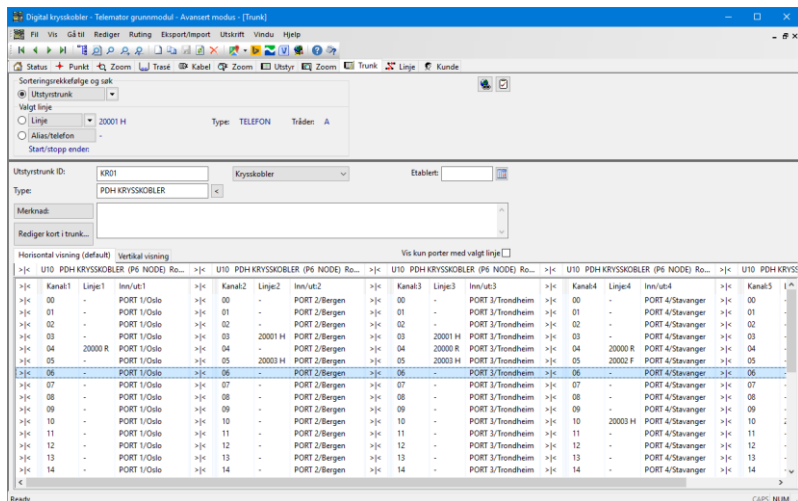 Digital krysskobler - Telemator grunnmodul - Avansert modus - [Trunk]
Fil Vis Gå til Rediger Ruting Eksport/Import Utskrift Vindu Hjelp
Status Punkt Zoom Trasé Kabel Zoom Utstyr Zoom Trunk Linje Kunde
Sorteringsrekkefølge og søk
Utstyrstrunk
Valgt linje
Linje 20001 H Type: TELEFON Tråder: A
Alias/telefon -
Start/stopp ender:
Utstyrstrunk ID: KR01 Krysskobler Etablert:
Type: PDH KRYSSKOBLER <
Merknad:
Rediger kort i trunk...
Horisontal visning (default) Vertikal visning Vis kun porter med valgt linje
>|< U10 PDH KRYSSKOBLER (P6 NODE) Ro... >|< U10 PDH KRYSSKOBLER (P6 NODE) Ro... >|< U10 PDH KRYSSKOBLER (P6 NODE) Ro... >|< U10 PDH KRYSSKOBLER (P6 NODE) Ro... >|< U10 PDH KRYSS
>|< Kanal:1 Linje:1 Inn/ut:1 >|< Kanal:2 Linje:2 Inn/ut:2 >|< Kanal:3 Linje:3 Inn/ut:3 >|< Kanal:4 Linje:4 Inn/ut:4 >|< Kanal:5
>|< 00 - PORT 1/Oslo >|< 00 - PORT 2/Bergen >|< 00 - PORT 3/Trondheim >|< 00 - PORT 4/Stavanger >|< 00 -
>|< 01 - PORT 1/Oslo >|< 01 - PORT 2/Bergen >|< 01 - PORT 3/Trondheim >|< 01 - PORT 4/Stavanger >|< 01 -
>|< 02 - PORT 1/Oslo >|< 02 - PORT 2/Bergen >|< 02 - PORT 3/Trondheim >|< 02 - PORT 4/Stavanger >|< 02 -
>|< 03 - PORT 1/Oslo >|< 03 20001 H PORT 2/Bergen >|< 03 20001 H PORT 3/Trondheim >|< 03 - PORT 4/Stavanger >|< 03 -
>|< 04 20000 R PORT 1/Oslo >|< 04 - PORT 2/Bergen >|< 04 20000 R PORT 3/Trondheim >|< 04 20000 R PORT 4/Stavanger >|< 04 -
>|< 05 - PORT 1/Oslo >|< 05 20003 H PORT 2/Bergen >|< 05 20003 H PORT 3/Trondheim >|< 05 20002 F PORT 4/Stavanger >|< 05 -
>|< 06 - PORT 1/Oslo >|< 06 - PORT 2/Bergen >|< 06 - PORT 3/Trondheim >|< 06 - PORT 4/Stavanger >|< 06 -
>|< 07 - PORT 1/Oslo >|< 07 - PORT 2/Bergen >|< 07 - PORT 3/Trondheim >|< 07 - PORT 4/Stavanger >|< 07 -
>|< 08 - PORT 1/Oslo >|< 08 - PORT 2/Bergen >|< 08 - PORT 3/Trondheim >|< 08 - PORT 4/Stavanger >|< 08 -
>|< 09 - PORT 1/Oslo >|< 09 - PORT 2/Bergen >|< 09 - PORT 3/Trondheim >|< 09 - PORT 4/Stavanger >|< 09 -
>|< 10 - PORT 1/Oslo >|< 10 - PORT 2/Bergen >|< 10 - PORT 3/Trondheim >|< 10 20003 H PORT 4/Stavanger >|< 10
>|< 11 - PORT 1/Oslo >|< 11 - PORT 2/Bergen >|< 11 - PORT 3/Trondheim >|< 11 - PORT 4/Stavanger >|< 11 -
>|< 12 - PORT 1/Oslo >|< 12 - PORT 2/Bergen >|< 12 - PORT 3/Trondheim >|< 12 - PORT 4/Stavanger >|< 12 -
>|< 13 - PORT 1/Oslo >|< 13 - PORT 2/Bergen >|< 13 - PORT 3/Trondheim >|< 13 - PORT 4/Stavanger >|< 13 -
>|< 14 - PORT 1/Oslo >|< 14 - PORT 2/Bergen >|< 14 - PORT 3/Trondheim >|< 14 - PORT 4/Stavanger >|< 14 -
Ready CAPS NUM